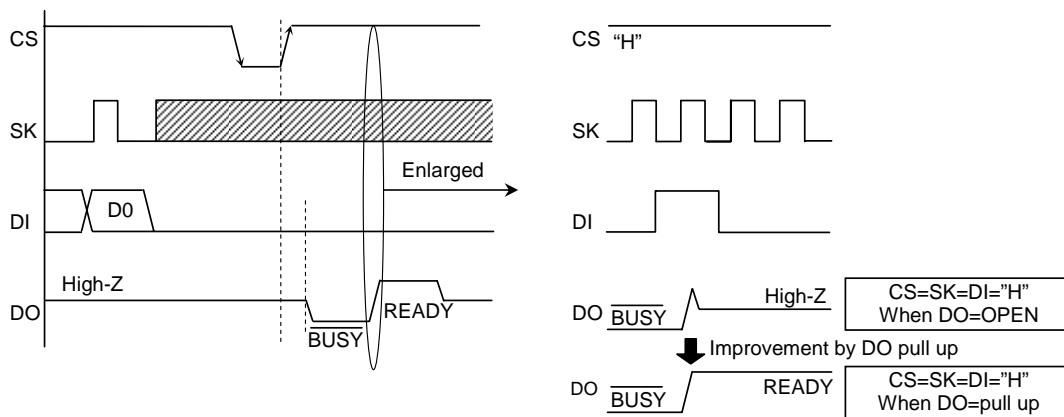 CS
SK
Enlarged
D0
DI
High-Z
DO
READY
BUSY
CS "H"
SK
DI
High-Z
DO BUSY
CS=SK=DI="H"
When DO=OPEN
Improvement by DO pull up
DO BUSY READY
CS=SK=DI="H"
When DO=pull up